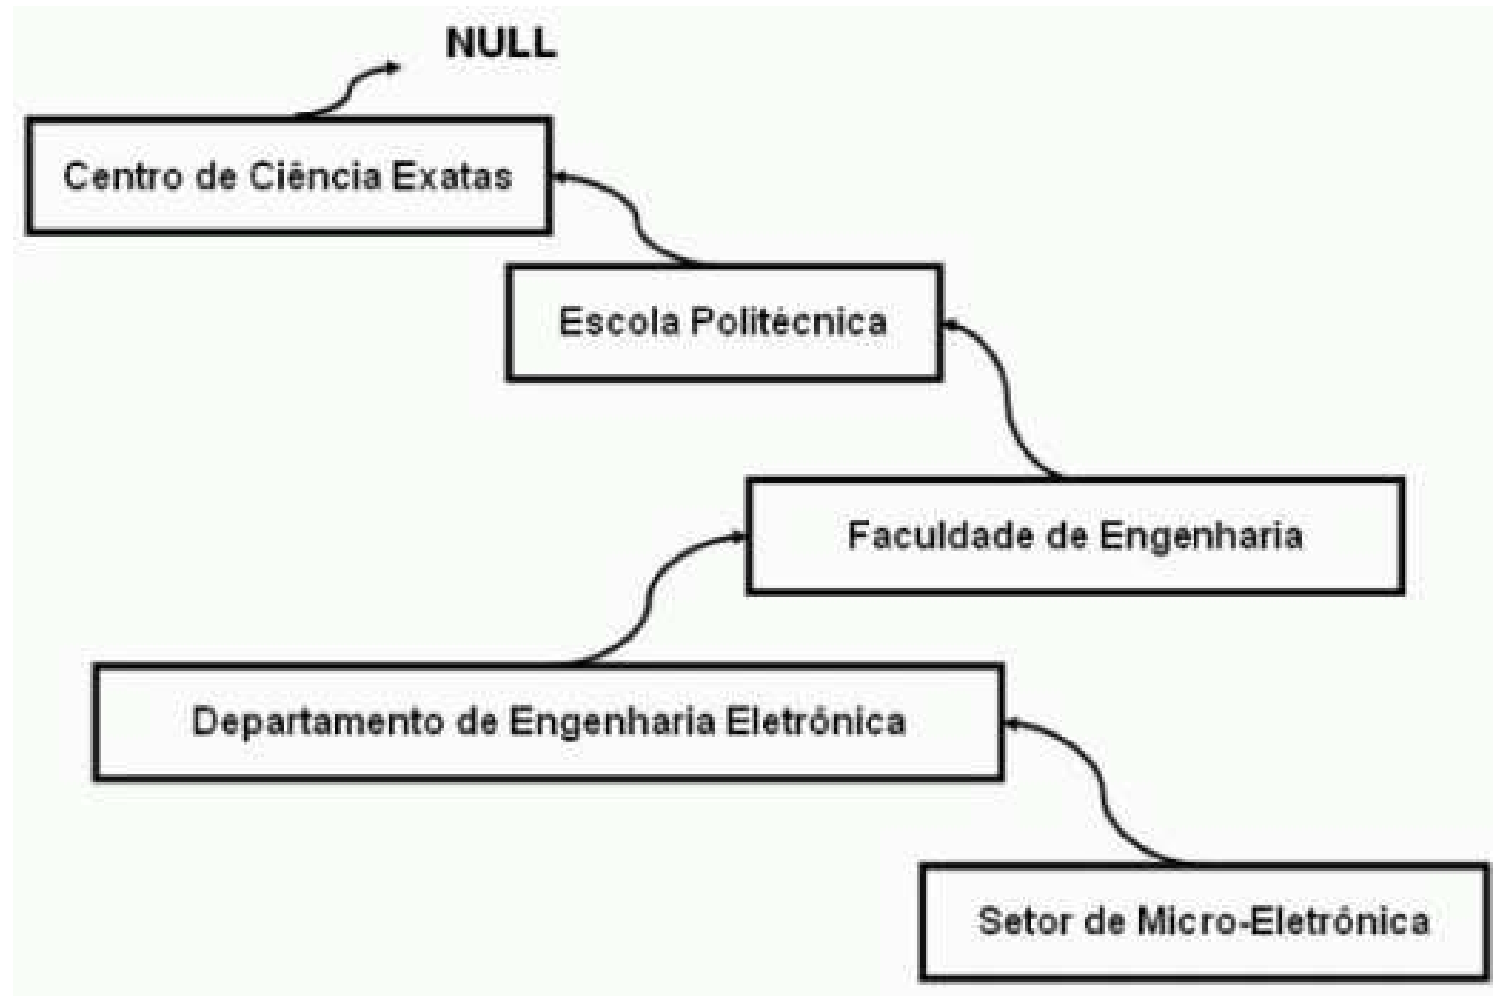 NULL
Centro de Ciência Exatas
Escola Politécnica
Faculdade de Engenharia
Departamento de Engenharia Eletrônica
Setor de Micro-Eletrônica